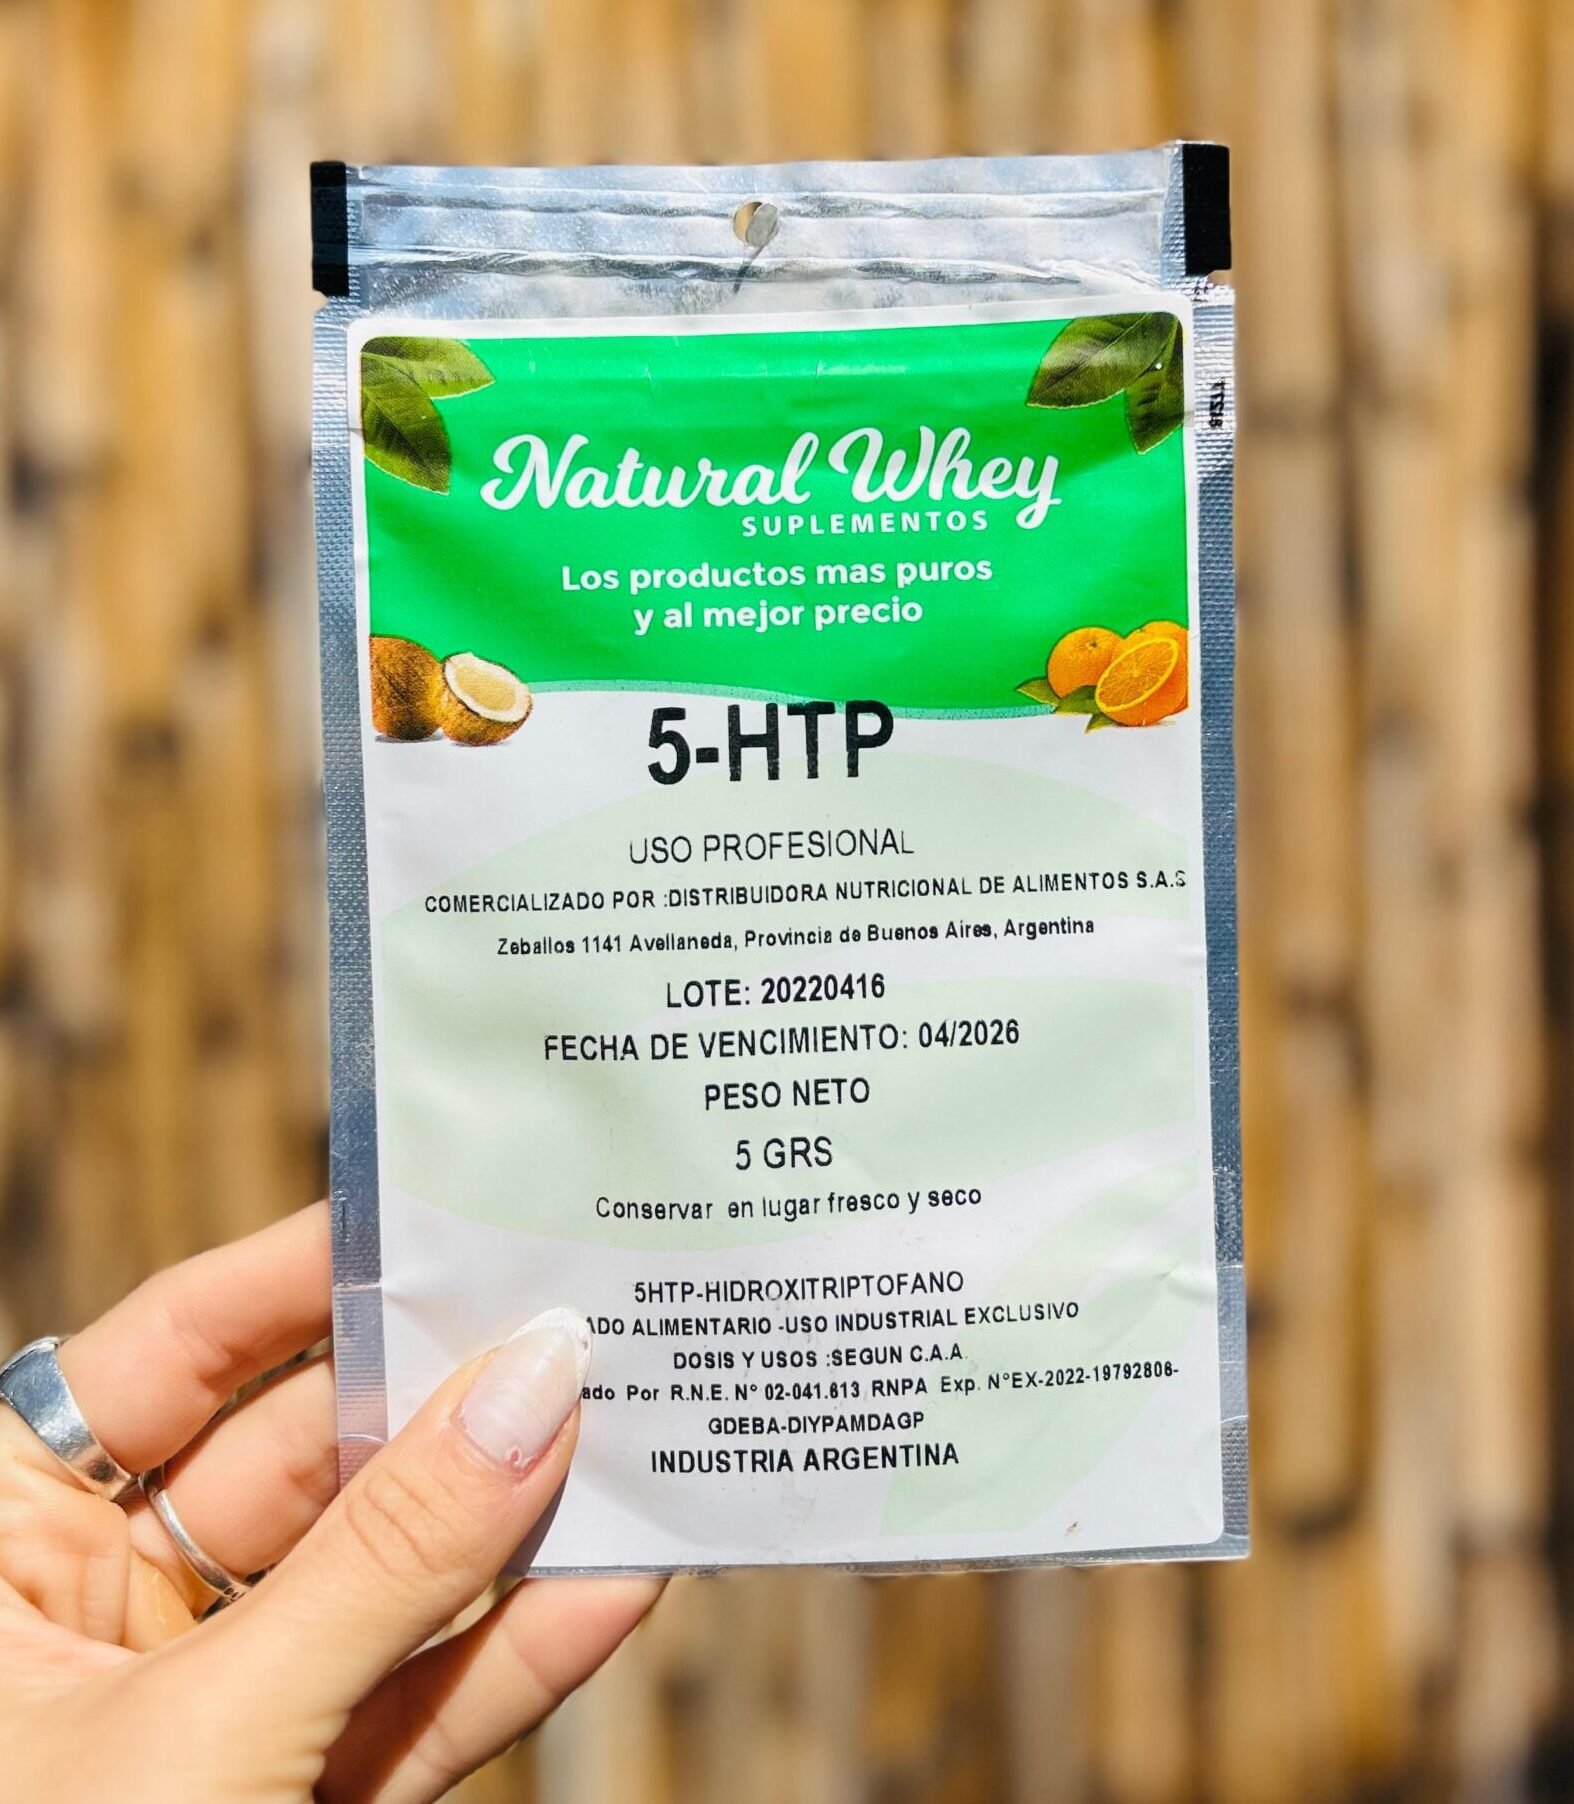 Natural Whey
SUPLEMENTOS
Los productos mas puros
y al mejor precio
5-HTP
USO PROFESIONAL
COMERCIALIZADO POR :DISTRIBUIDORA NUTRICIONAL DE ALIMENTOS S.A.S
Zeballos 1141 Avellaneda, Provincia de Buenos Aires, Argentina
LOTE: 20220416
FECHA DE VENCIMIENTO: 04/2026
PESO NETO
5 GRS
Conservar en lugar fresco y seco
5HTP-HIDROXITRIPTOFANO
ALIMENTARIO -USO INDUSTRIAL EXCLUSIVO
DOSIS Y USOS :SEGUN C.A.A.
Por R.N.E. N° 02-041.613 RNPA Exp. N°EX-2022-19792806-
GDEBA-DIYPAMDAGP
INDUSTRIA ARGENTINA